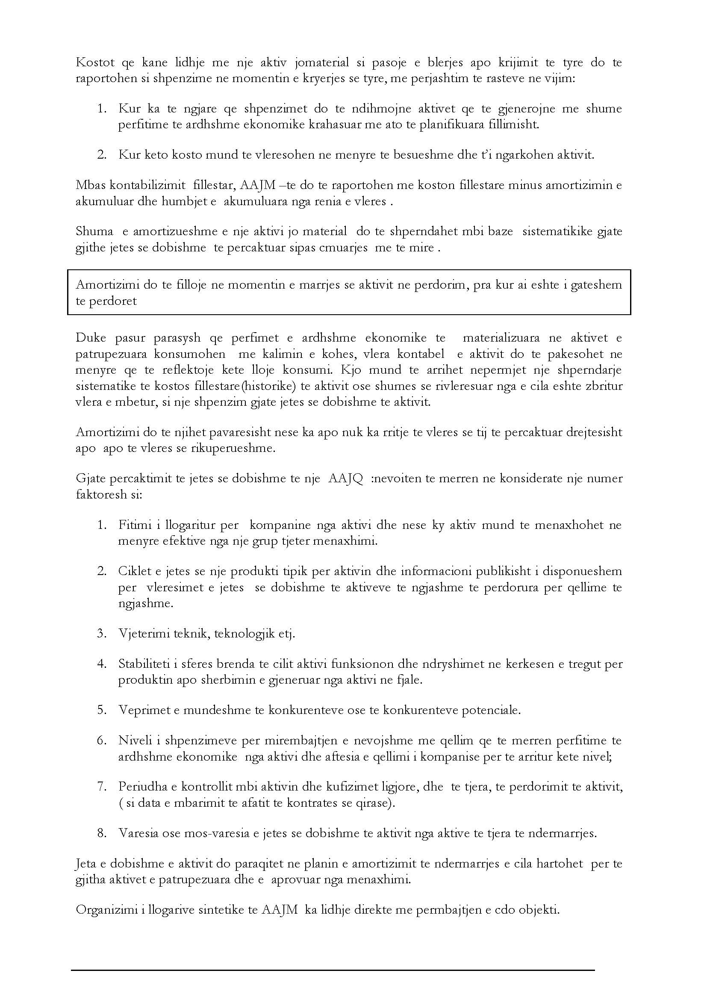 Kostot qe kane lidhje me nje aktiv jomaterial si pasoje e blerjes apo krijimit te tyre do te
raportohen si shpenzime ne momentin e kryerjes se tyre, me perjashtim te rasteve ne vijim:
1. Kur ka te ngjare qe shpenzimet do te ndihmojne aktivet qe te gjenerojne me shume
perfitime te ardhshme ekonomike krahasuar me ato te planifikuara fillimisht.
2. Kur keto kosto mund te vleresohen ne menyre te besueshme dhe t’i ngarkohen aktivit.
Mbas kontabilizimit fillestar, AAJM –te do te raportohen me koston fillestare minus amortizimin e
akumuluar dhe humbjet e akumuluara nga renia e vleres .
Shuma e amortizueshme e nje aktivi jo material do te shperndahet mbi baze sistematikike gjate
gjithe jetes se dobishme te percaktuar sipas cmuarjes me te mire .
Amortizimi do te filloje ne momentin e marrjes se aktivit ne perdorim, pra kur ai eshte i gateshem
te perdoret
Duke pasur parasysh qe perfimet e ardhshme ekonomike te materializuara ne aktivet e
patrupezuara konsumohen me kalimin e kohes, vlera kontabel e aktivit do te pakesohet ne
menyre qe te reflektoje kete lloje konsumi. Kjo mund te arrihet nepermjet nje shperndarje
sistematike te kostos fillestare(historike) te aktivit ose shumes se rivleresuar nga e cila eshte zbritur
vlera e mbetur, si nje shpenzim gjate jetes se dobishme te aktivit.
Amortizimi do te njihet pavaresisht nese ka apo nuk ka rritje te vleres se tij te percaktuar drejtesisht
apo apo te vleres se rikuperueshme.
Gjate percaktimit te jetes se dobishme te nje AAJQ :nevoiten te merren ne konsiderate nje numer
faktoresh si:
1. Fitimi i llogaritur per kompanine nga aktivi dhe nese ky aktiv mund te menaxhohet ne
menyre efektive nga nje grup tjeter menaxhimi.
2. Ciklet e jetes se nje produkti tipik per aktivin dhe informacioni publikisht i disponueshem
per vleresimet e jetes se dobishme te aktiveve te ngjashme te perdorura per qellime te
ngjashme.
3. Vjeterimi teknik, teknologjik etj.
4. Stabiliteti i sferes brenda te cilit aktivi funksionon dhe ndryshimet ne kerkesen e tregut per
produktin apo sherbimin e gjeneruar nga aktivi ne fjale.
5. Veprimet e mundeshme te konkurenteve ose te konkurenteve potenciale.
6. Niveli i shpenzimeve per mirembajtjen e nevojshme me qellim qe te merren perfitime te
ardhshme ekonomike nga aktivi dhe aftesia e qellimi i kompanise per te arritur kete nivel;
7. Periudha e kontrollit mbi aktivin dhe kufizimet ligjore, dhe te tjera, te perdorimit te aktivit,
( si data e mbarimit te afatit te kontrates se qirase).
8. Varesia ose mos-varesia e jetes se dobishme te aktivit nga aktive te tjera te ndermarrjes.
Jeta e dobishme e aktivit do paraqitet ne planin e amortizimit te ndermarrjes e cila hartohet per te
gjitha aktivet e patrupezuara dhe e aprovuar nga menaxhimi.
Organizimi i llogarive sintetike te AAJM ka lidhje direkte me permbajtjen e cdo objekti.